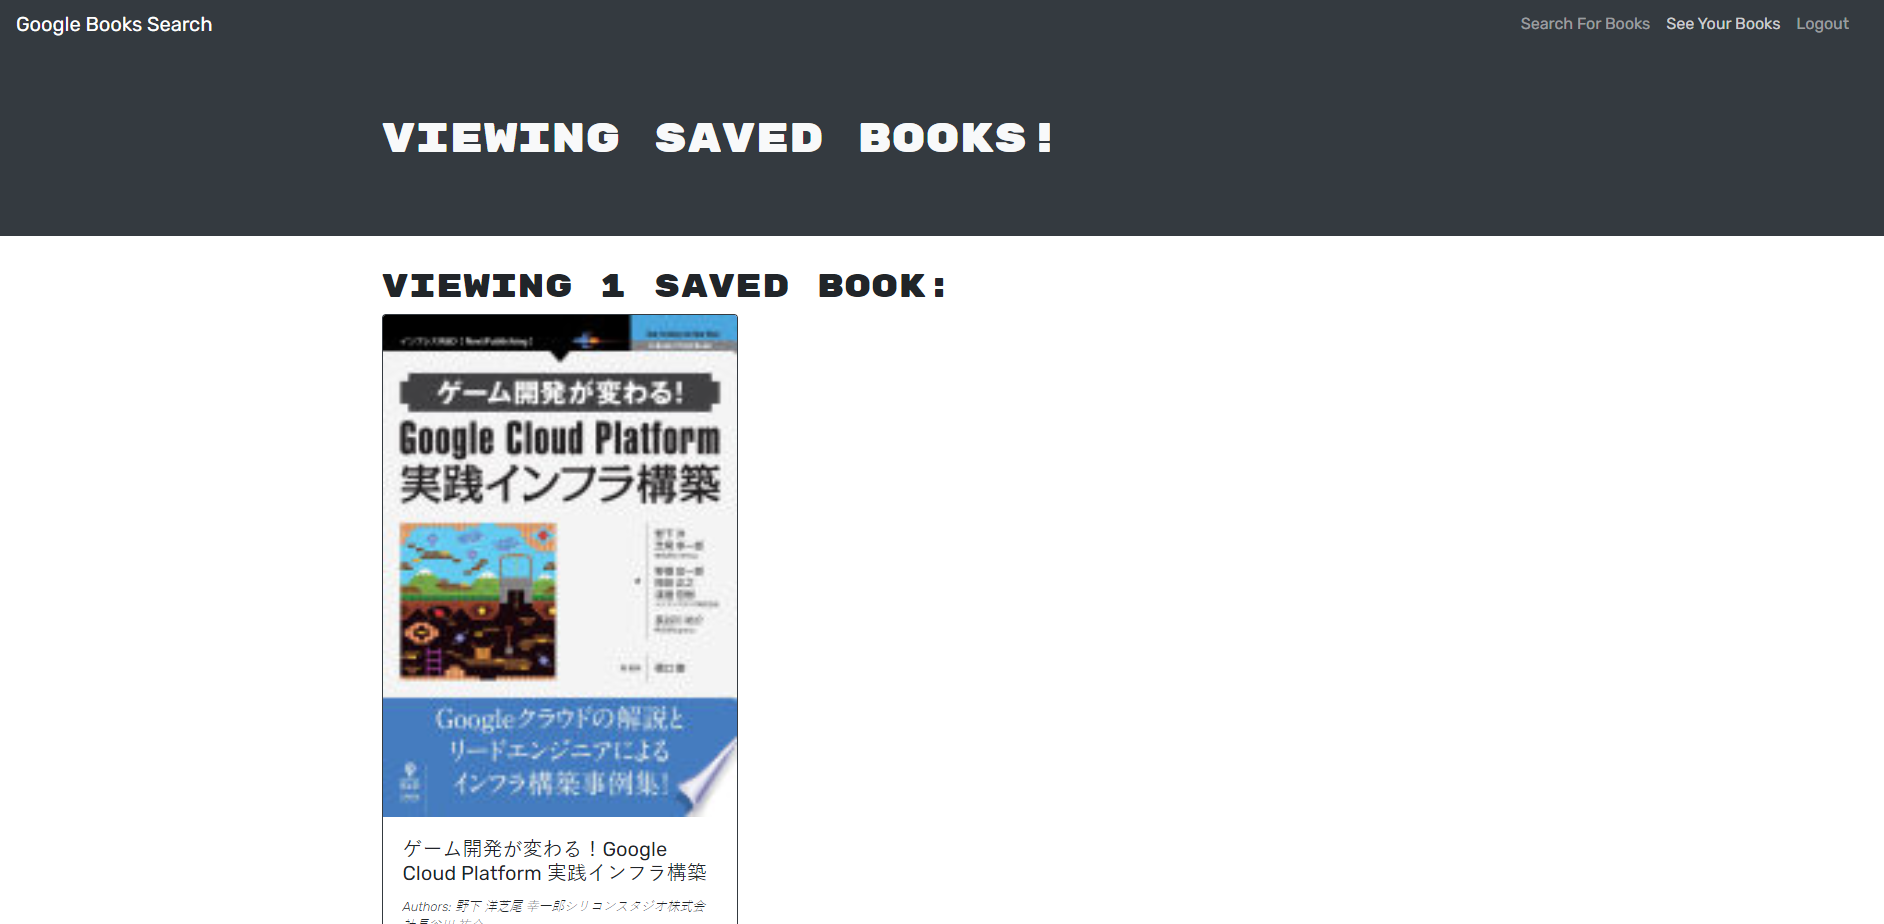 Google Books Search
Search For Books
See Your Books
Logout
VIEWING SAVED BOOKS!
VIEWING 1 SAVED BOOK:
ゲーム開発が変わる!
Google Cloud Platform
実践インフラ構築
Googleクラウドの解説と
リードエンジニアによる
インフラ構築事例集!
ゲーム開発が変わる！Google
Cloud Platform 実践インフラ構築
Authors: 野下 洋芝尾 幸一郎シリコンスタジオ株式会